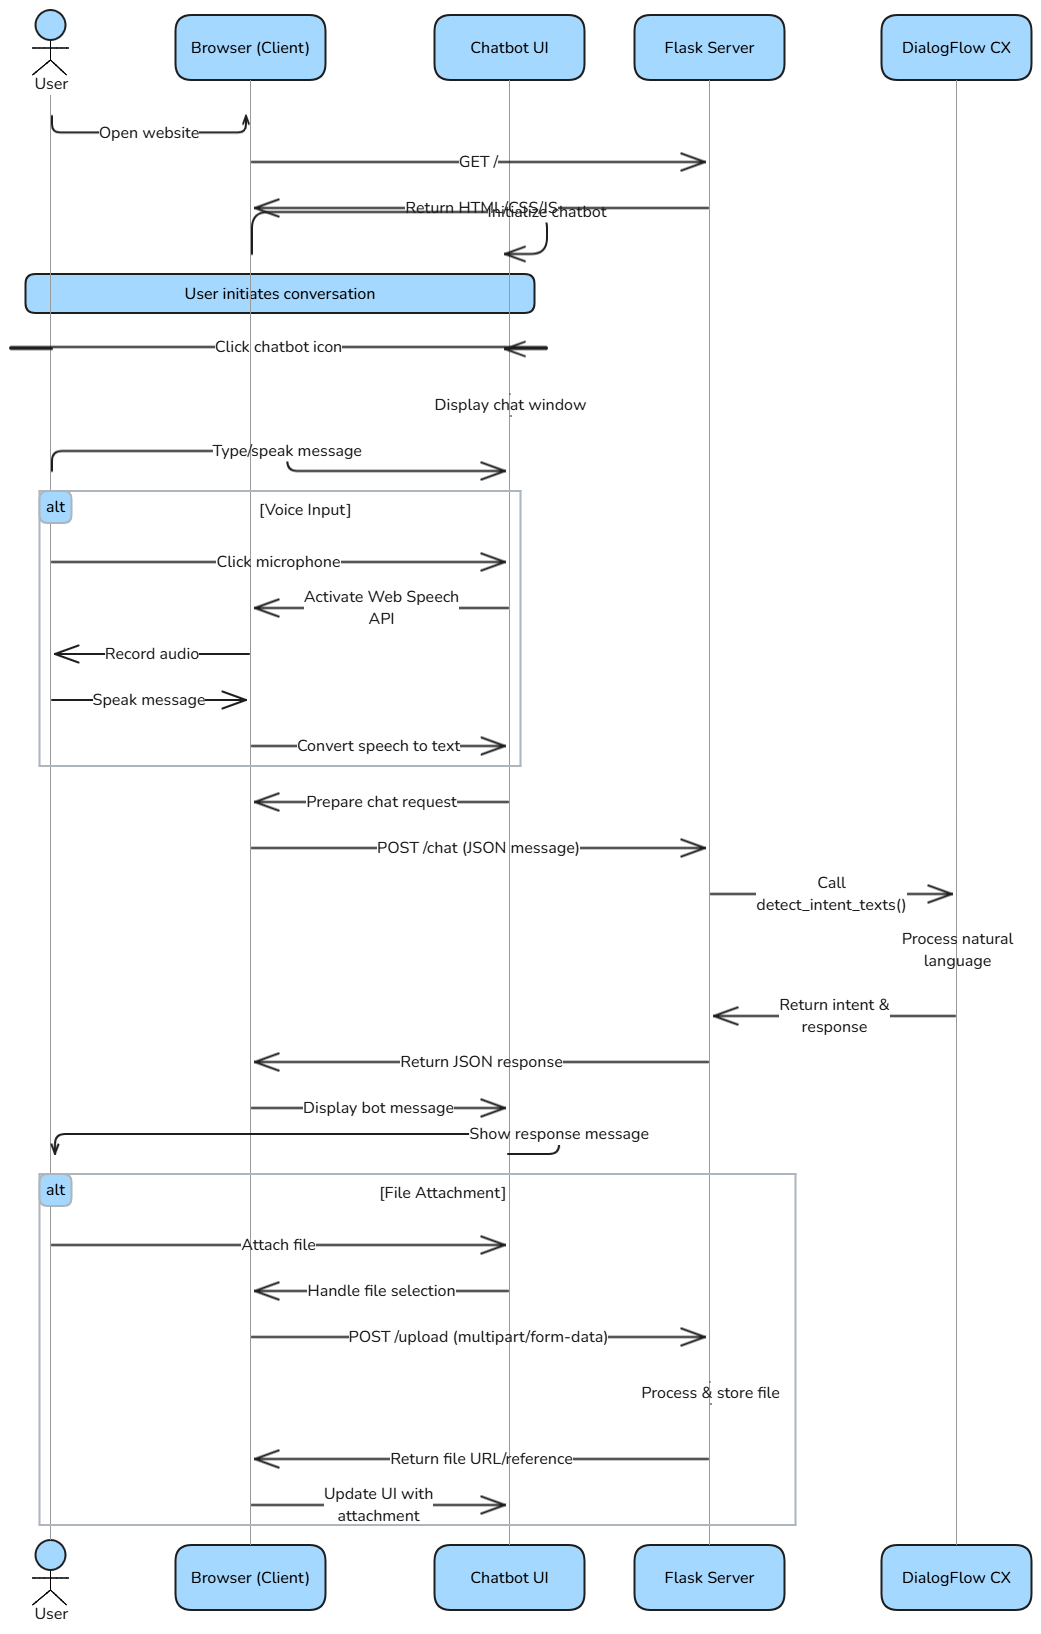 Browser (Client)
Chatbot UI
Flask Server
DialogFlow CX
User
Open website
GET /
Return HTML/CSS/JS
Initialize chatbot
User initiates conversation
Click chatbot icon
Display chat window
Type/speak message
alt
[Voice Input]
Click microphone
Activate Web Speech
API
Record audio
Speak message
Convert speech to text
Prepare chat request
POST /chat (JSON message)
Call
detect_intent_texts()
Process natural
language
Return intent &
response
Return JSON response
Display bot message
Show response message
alt
[File Attachment]
Attach file
Handle file selection
POST /upload (multipart/form-data)
Process & store file
Return file URL/reference
Update UI with
attachment
Browser (Client)
Chatbot UI
Flask Server
DialogFlow CX
User